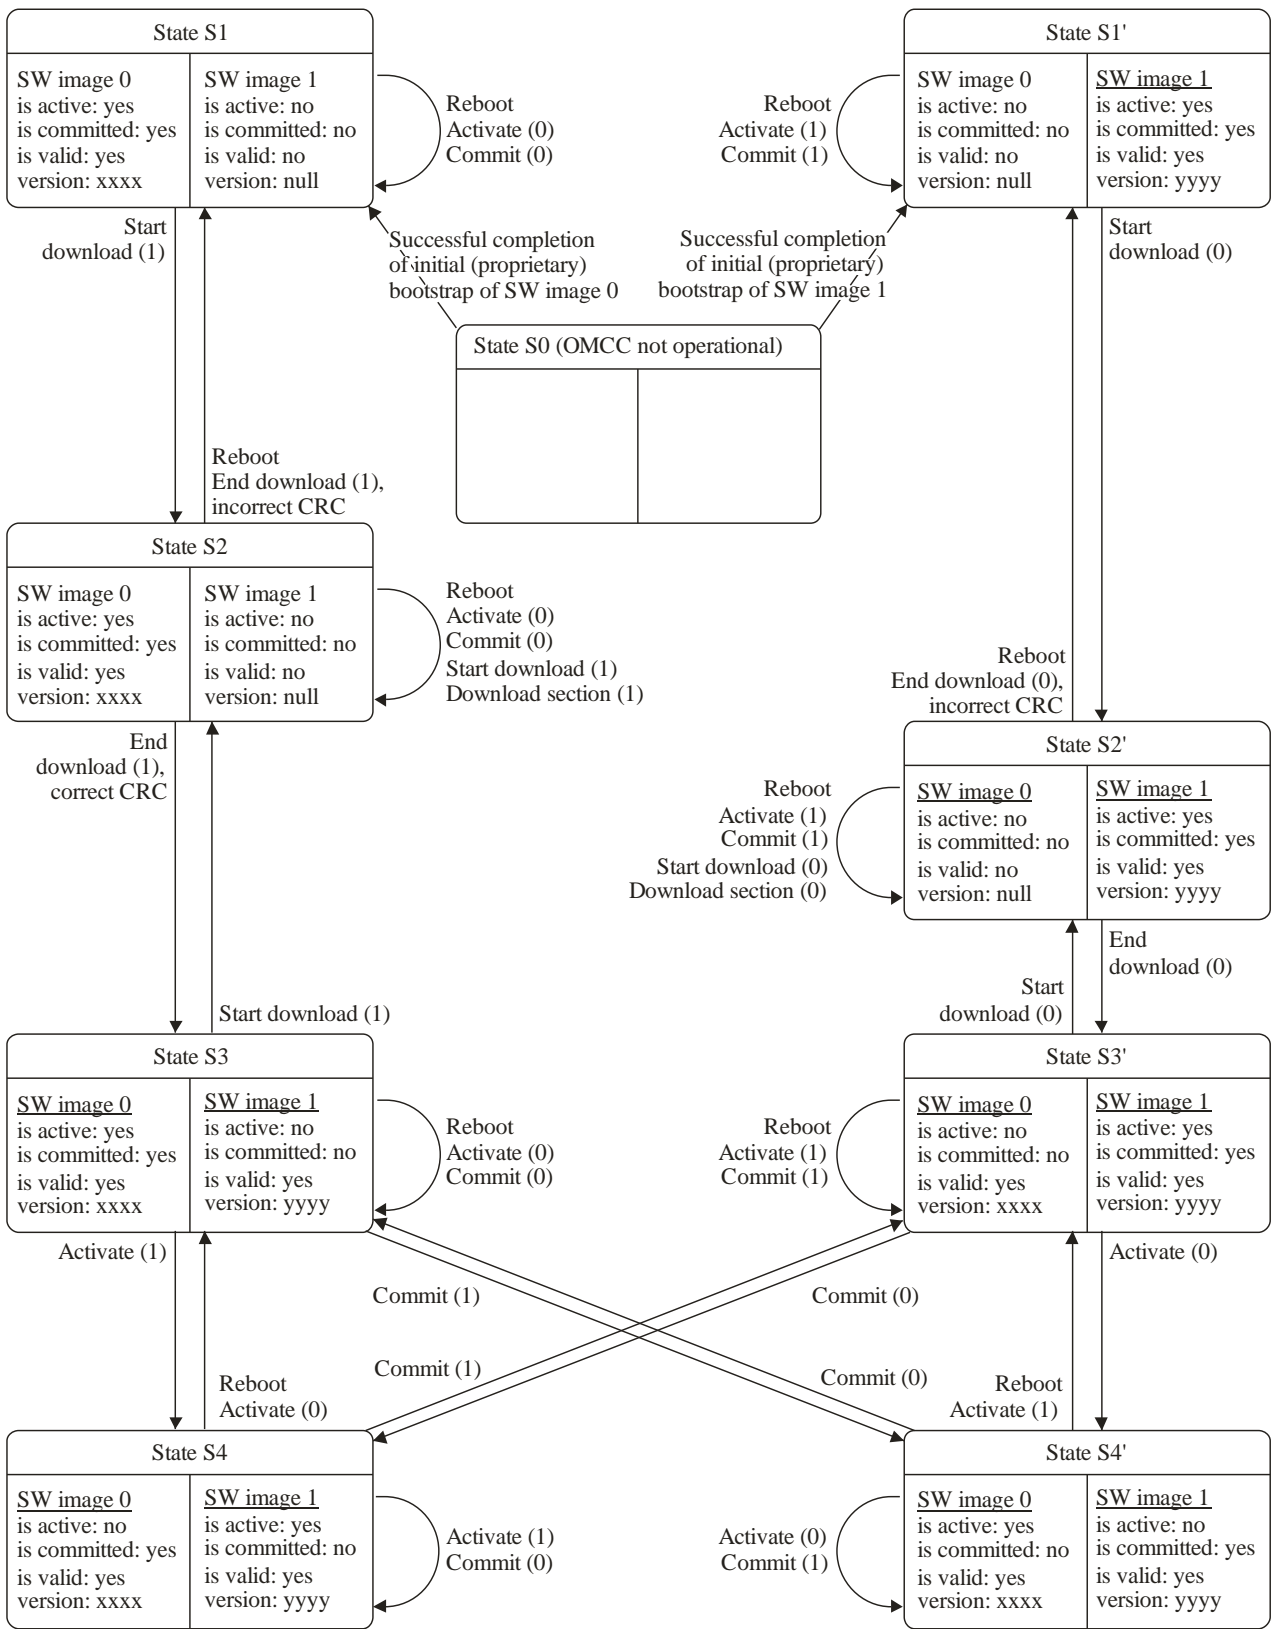 State S1
SW image 0
is active: yes
is committed: yes
is valid: yes
version: xxxx
SW image 1
is active: no
is committed: no
is valid: no
version: null
Reboot
Activate (0)
Commit (0)
State S1'
SW image 0
is active: no
is committed: no
is valid: no
version: null
SW image 1
is active: yes
is committed: yes
is valid: yes
version: yyyy
Reboot
Activate (1)
Commit (1)
Start
download (1)
Successful completion
of initial (proprietary)
bootstrap of SW image 0
Successful completion
of initial (proprietary)
bootstrap of SW image 1
Start
download (0)
State S0 (OMCC not operational)
Reboot
End download (1),
incorrect CRC
State S2
SW image 0
is active: yes
is committed: yes
is valid: yes
version: xxxx
SW image 1
is active: no
is committed: no
is valid: no
version: null
Reboot
Activate (0)
Commit (0)
Start download (1)
Download section (1)
Reboot
End download (0),
incorrect CRC
End
download (1),
correct CRC
State S2'
SW image 0
is active: no
is committed: no
is valid: no
version: null
SW image 1
is active: yes
is committed: yes
is valid: yes
version: yyyy
Reboot
Activate (1)
Commit (1)
Start download (0)
Download section (0)
End
download (0)
Start
download (0)
Start download (1)
State S3
SW image 0
is active: yes
is committed: yes
is valid: yes
version: xxxx
SW image 1
is active: no
is committed: no
is valid: yes
version: yyyy
Reboot
Activate (0)
Commit (0)
State S3'
SW image 0
is active: no
is committed: no
is valid: yes
version: xxxx
SW image 1
is active: yes
is committed: yes
is valid: yes
version: yyyy
Reboot
Activate (1)
Commit (1)
Activate (1)
Activate (0)
Commit (1)
Commit (0)
Commit (1)
Commit (0)
Reboot
Activate (0)
Reboot
Activate (1)
State S4
SW image 0
is active: no
is committed: yes
is valid: yes
version: xxxx
SW image 1
is active: yes
is committed: no
is valid: yes
version: yyyy
Activate (1)
Commit (0)
State S4'
SW image 0
is active: yes
is committed: no
is valid: yes
version: xxxx
SW image 1
is active: no
is committed: yes
is valid: yes
version: yyyy
Activate (0)
Commit (1)